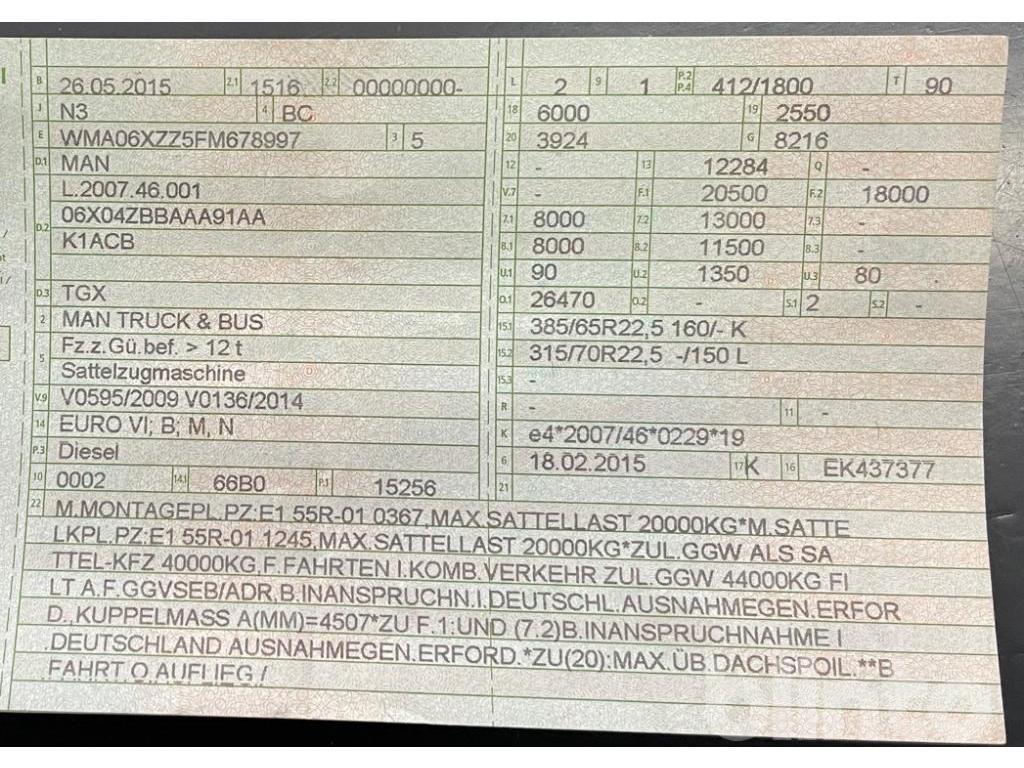 B 26.05.2015 2.1 1516 2.2 00000000-
J N3 4 BC
E WMA06XZZ5FM678997 3 5
D.1 MAN
D.2 L.2007.46.001
06X04ZBBAAA91AA
K1ACB
D.3 TGX
2 MAN TRUCK & BUS
5 Fz.z.Gü.bef. > 12 t
Sattelzugmaschine
V.9 V0595/2009 V0136/2014
14 EURO VI; B; M, N
P.3 Diesel
10 0002 14.1 66B0 P.1 15256
L 2 9 1 P.2 P.4 412/1800 T 90
18 6000 19 2550
20 3924 G 8216
12 - 13 12284 Q -
V.7 - F.1 20500 F.2 18000
7.1 8000 7.2 13000 7.3 -
8.1 8000 8.2 11500 8.3 -
U.1 90 U.2 1350 U.3 80
O.1 26470 O.2 - S.1 2 S.2 -
15.1 385/65R22,5 160/- K
15.2 315/70R22,5 -/150 L
15.3 -
R - 11 -
K e4*2007/46*0229*19
6 18.02.2015 17 K 16 EK437377
21
22 M.MONTAGEPL.PZ:E1 55R-01 0367,MAX.SATTELLAST 20000KG*M.SATTE
LKPL.PZ:E1 55R-01 1245,MAX.SATTELLAST 20000KG*ZUL.GGW ALS SA
TTEL-KFZ 40000KG,F.FAHRTEN I.KOMB.VERKEHR ZUL.GGW 44000KG FI
LT A.F.GGVSEB/ADR,B.INANSPRUCHN.I.DEUTSCHL.AUSNAHMEGEN.ERFOR
D.,KUPPELMASS A(MM)=4507*ZU F.1:UND (7.2)B.INANSPRUCHNAHME I
.DEUTSCHLAND AUSNAHMEGEN.ERFORD.*ZU(20):MAX.ÜB.DACHSPOIL.**B
FAHRT O.AUFLIEG./